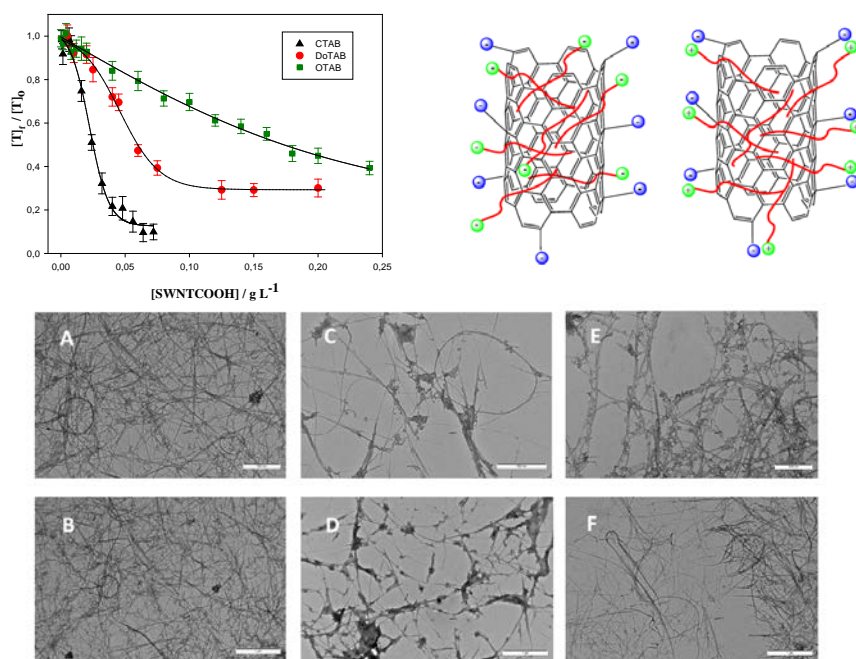 [T]f / [T]0
1,0
0,8
0,6
0,4
0,2
0,0
CTAB
DoTAB
OTAB
0,00
0,05
0,10
0,15
0,20
0,25
[SWNTCOOH] / g L-1
A
C
E
B
D
F